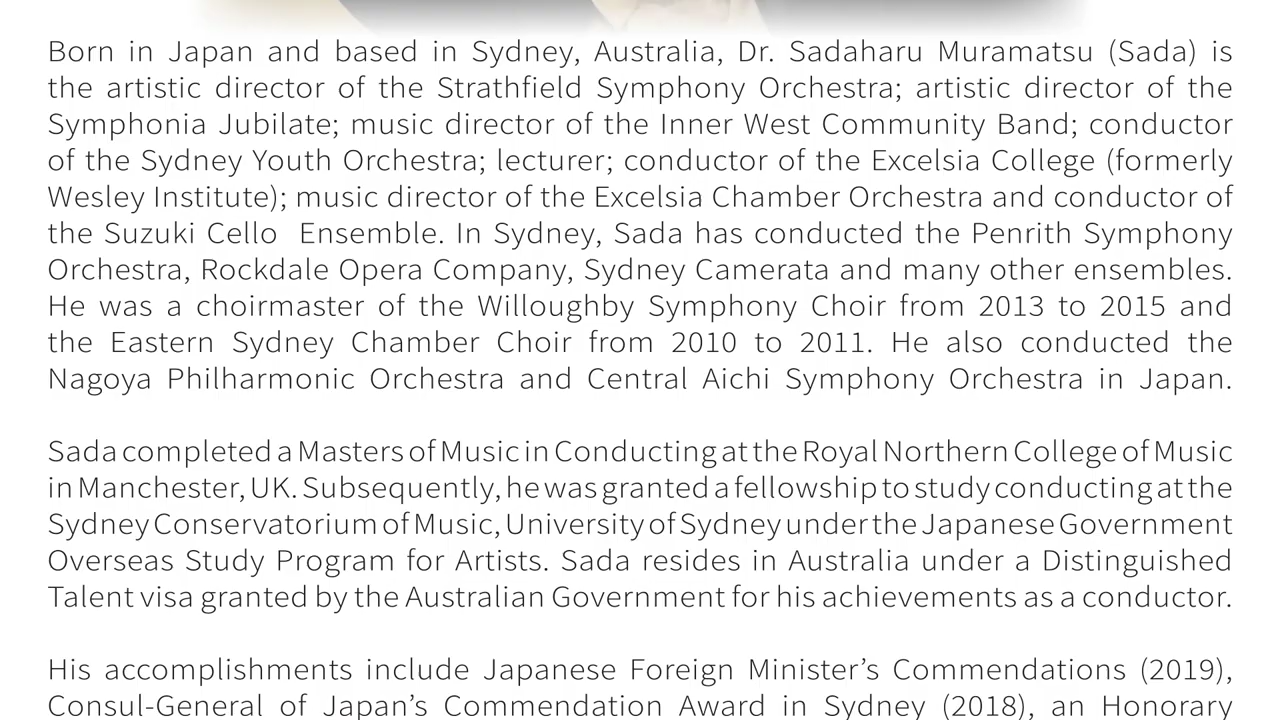 Born in Japan and based in Sydney, Australia, Dr. Sadaharu Muramatsu (Sada) is
the artistic director of the Strathfield Symphony Orchestra; artistic director of the
Symphonia Jubilate; music director of the Inner West Community Band; conductor
of the Sydney Youth Orchestra; lecturer; conductor of the Excelsia College (formerly
Wesley Institute); music director of the Excelsia Chamber Orchestra and conductor of
the Suzuki Cello  Ensemble. In Sydney, Sada has conducted the Penrith Symphony
Orchestra, Rockdale Opera Company, Sydney Camerata and many other ensembles.
He was a choirmaster of the Willoughby Symphony Choir from 2013 to 2015 and
the Eastern Sydney Chamber Choir from 2010 to 2011. He also conducted the
Nagoya Philharmonic Orchestra and Central Aichi Symphony Orchestra in Japan.
Sada completed a Masters of Music in Conducting at the Royal Northern College of Music
in Manchester, UK. Subsequently, he was granted a fellowship to study conducting at the
Sydney Conservatorium of Music, University of Sydney under the Japanese Government
Overseas Study Program for Artists. Sada resides in Australia under a Distinguished
Talent visa granted by the Australian Government for his achievements as a conductor.
His accomplishments include Japanese Foreign Minister’s Commendations (2019),
Consul-General of Japan’s Commendation Award in Sydney (2018), an Honorary